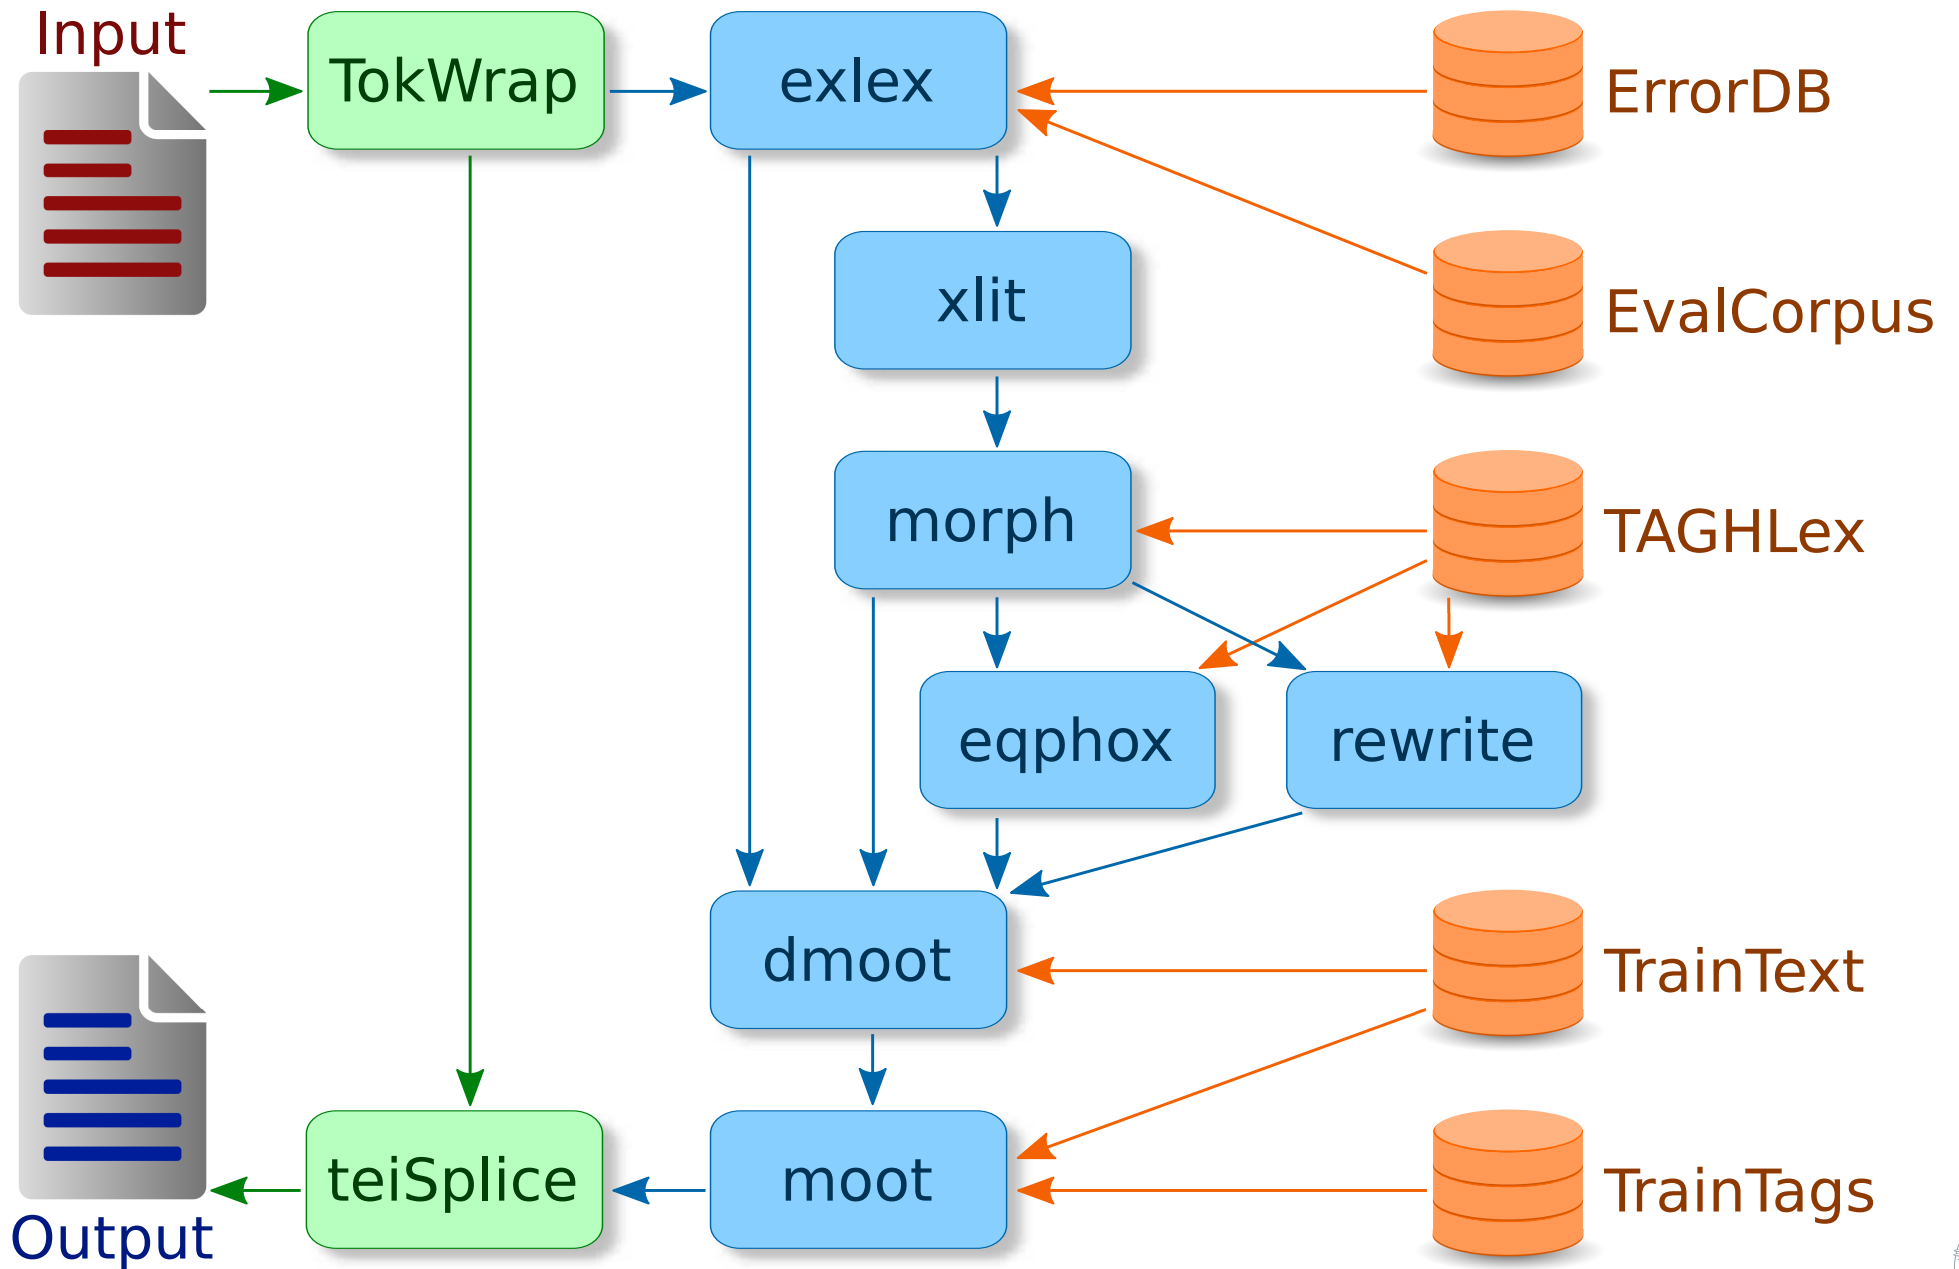 Input
TokWrap
exlex
ErrorDB
xlit
EvalCorpus
morph
TAGHLex
eqphox
rewrite
dmoot
TrainText
teiSplice
moot
TrainTags
Output